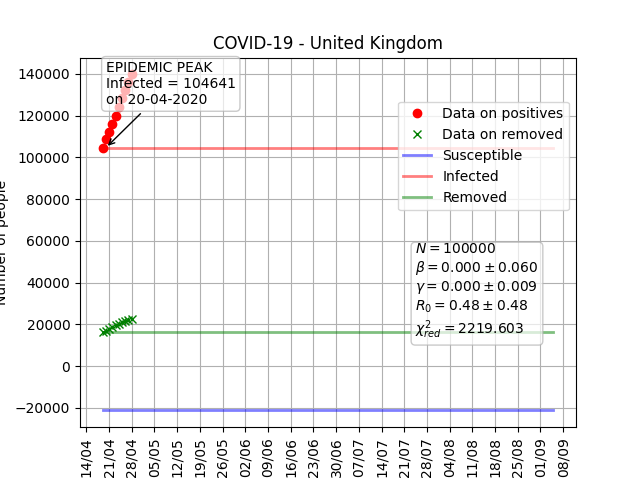 COVID-19 - United Kingdom
EPIDEMIC PEAK
Infected = 104641
on 20-04-2020
Data on positives
Data on removed
Susceptible
Infected
Removed
N = 100000
β = 0.000 ± 0.060
γ = 0.000 ± 0.009
R₀ = 0.48 ± 0.48
χ²_red = 2219.603
Number of people
140000
120000
100000
80000
60000
40000
20000
0
−20000
14/04
21/04
28/04
05/05
12/05
19/05
26/05
02/06
09/06
16/06
23/06
30/06
07/07
14/07
21/07
28/07
04/08
11/08
18/08
25/08
01/09
08/09